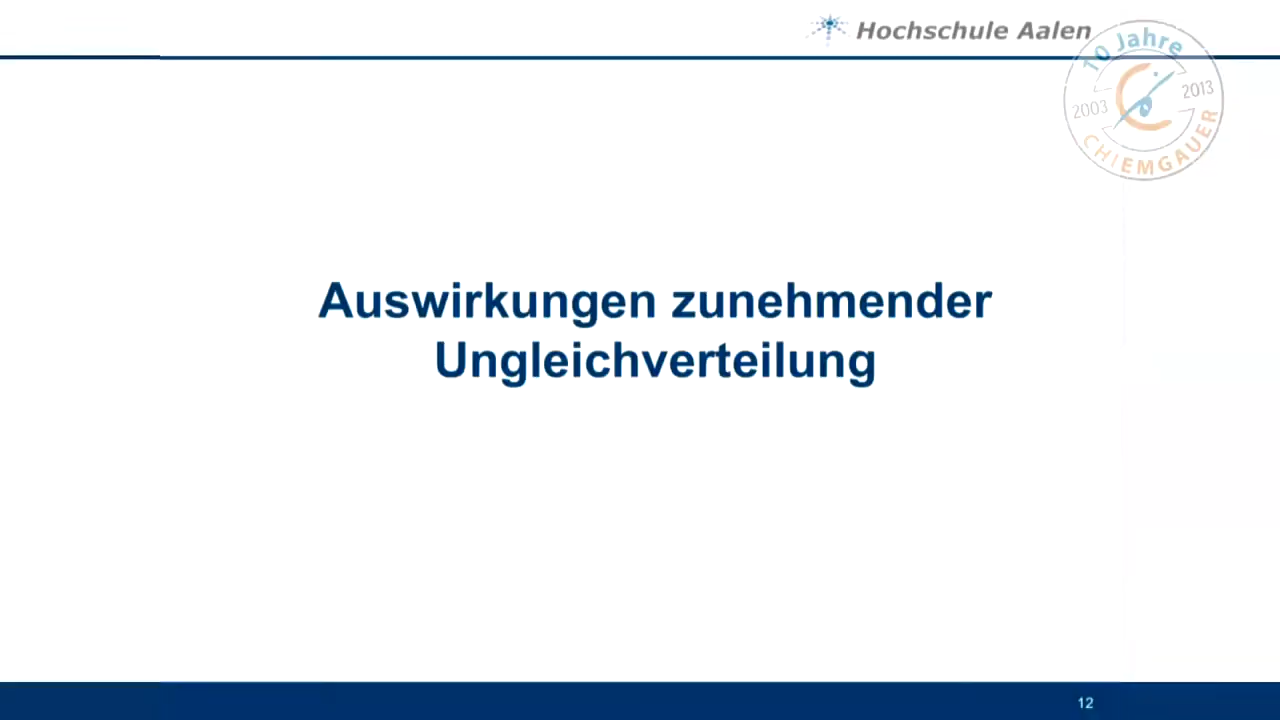 Hochschule Aalen
10 Jahre
2003
2013
CHIEMGAUER
Auswirkungen zunehmender
Ungleichverteilung
12